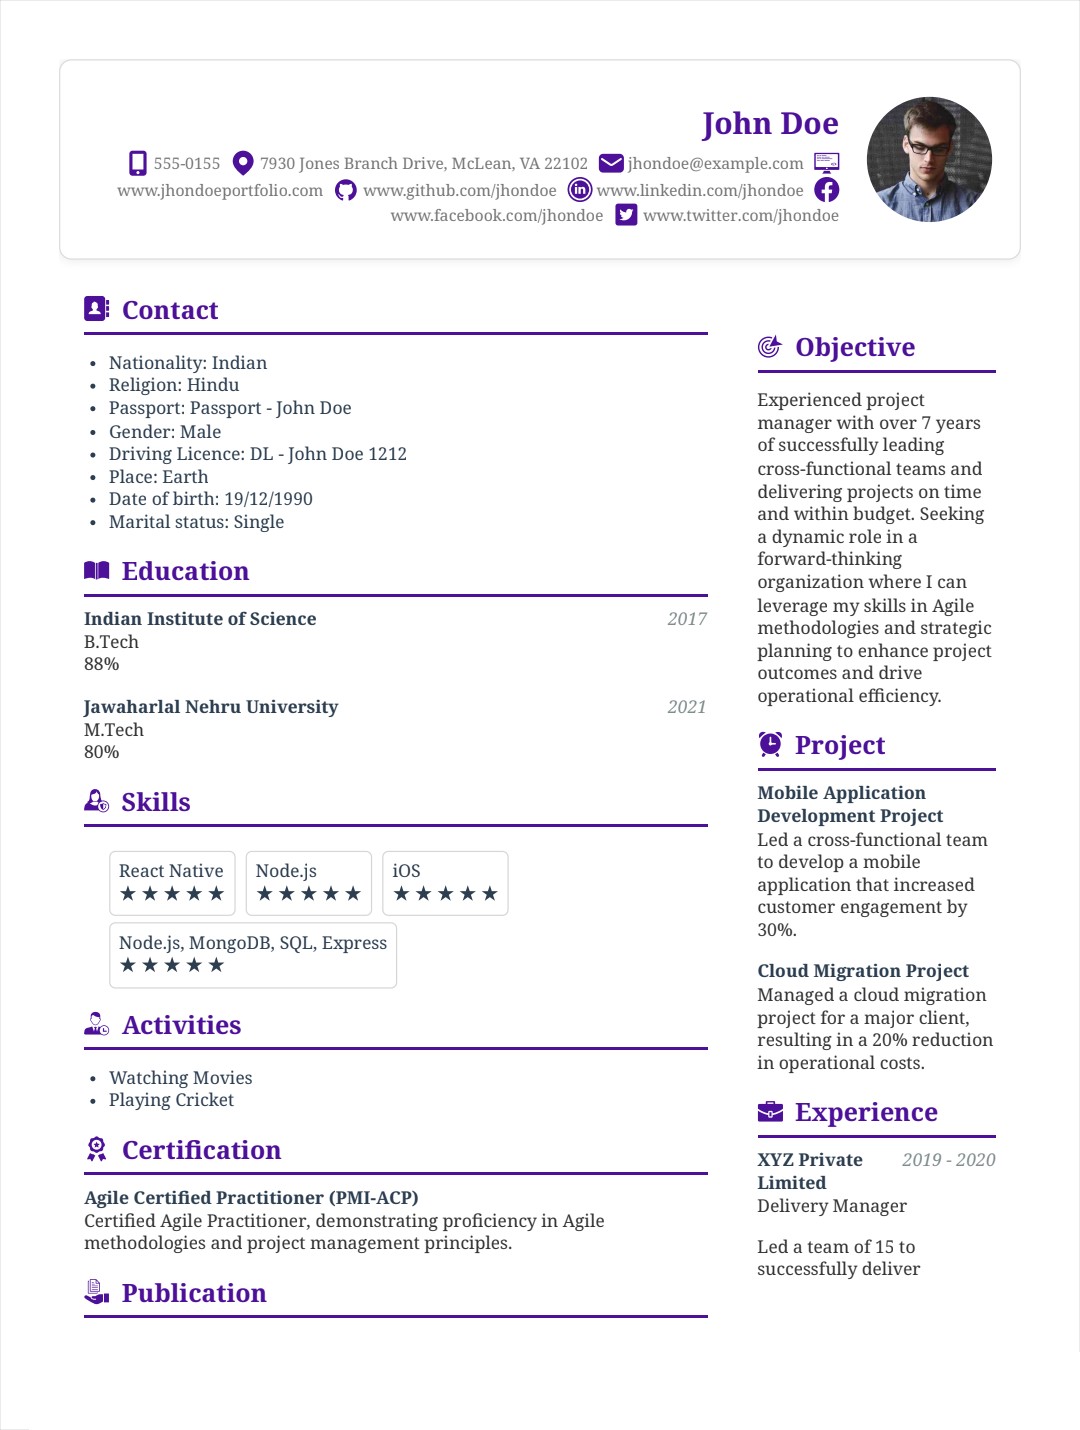 John Doe
555-0155 7930 Jones Branch Drive, McLean, VA 22102 jhondoe@example.com
www.jhondoeportfolio.com www.github.com/jhondoe www.linkedin.com/jhondoe
www.facebook.com/jhondoe www.twitter.com/jhondoe
Contact
• Nationality: Indian
• Religion: Hindu
• Passport: Passport - John Doe
• Gender: Male
• Driving Licence: DL - John Doe 1212
• Place: Earth
• Date of birth: 19/12/1990
• Marital status: Single
Education
Indian Institute of Science 2017
B.Tech
88%
Jawaharlal Nehru University 2021
M.Tech
80%
Skills
React Native Node.js iOS
★★★★★ ★★★★★ ★★★★★
Node.js, MongoDB, SQL, Express
★★★★★
Activities
• Watching Movies
• Playing Cricket
Certification
Agile Certified Practitioner (PMI-ACP)
Certified Agile Practitioner, demonstrating proficiency in Agile
methodologies and project management principles.
Publication
Objective
Experienced project
manager with over 7 years
of successfully leading
cross-functional teams and
delivering projects on time
and within budget. Seeking
a dynamic role in a
forward-thinking
organization where I can
leverage my skills in Agile
methodologies and strategic
planning to enhance project
outcomes and drive
operational efficiency.
Project
Mobile Application
Development Project
Led a cross-functional team
to develop a mobile
application that increased
customer engagement by
30%.
Cloud Migration Project
Managed a cloud migration
project for a major client,
resulting in a 20% reduction
in operational costs.
Experience
XYZ Private 2019 - 2020
Limited
Delivery Manager
Led a team of 15 to
successfully deliver